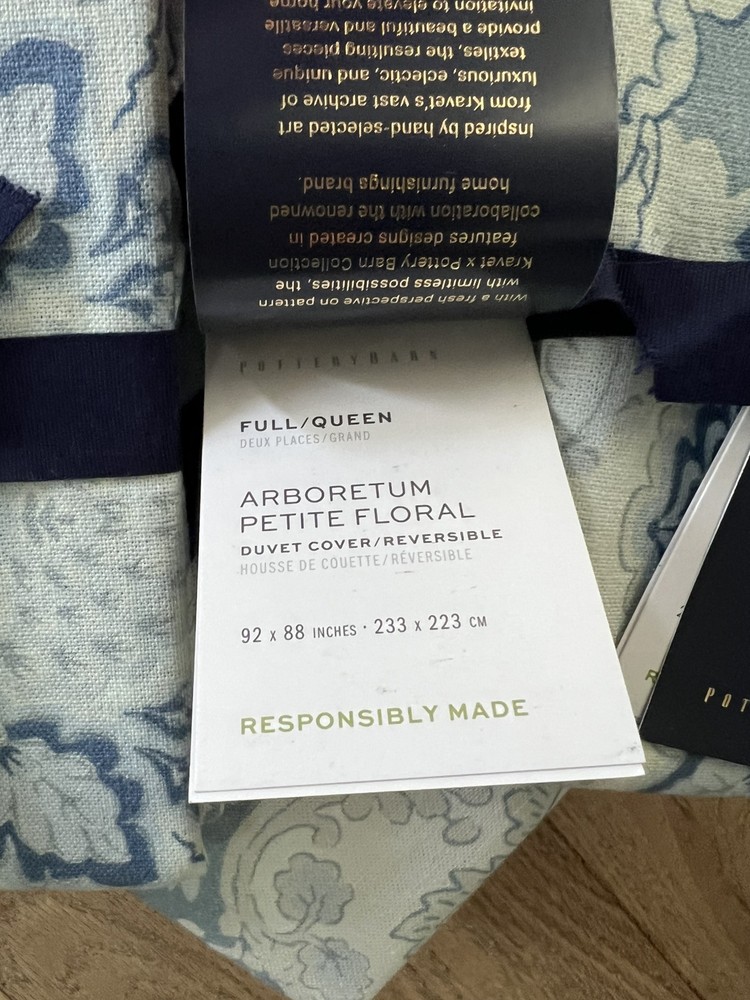 with a fresh perspective on pattern
with limitless possibilities, the
Kravet x Pottery Barn Collection
features designs created in
collaboration with the renowned
home furnishings brand.
Inspired by hand-selected art
from Kravet's vast archive of
luxurious, eclectic, and unique
textiles, the resulting pieces
provide a beautiful and versatile
invitation to elevate your home
POTTERYBARN
FULL/QUEEN
DEUX PLACES/GRAND
ARBORETUM
PETITE FLORAL
DUVET COVER/REVERSIBLE
HOUSSE DE COUETTE/RÉVERSIBLE
92 x 88 INCHES · 233 x 223 CM
RESPONSIBLY MADE
R
POT